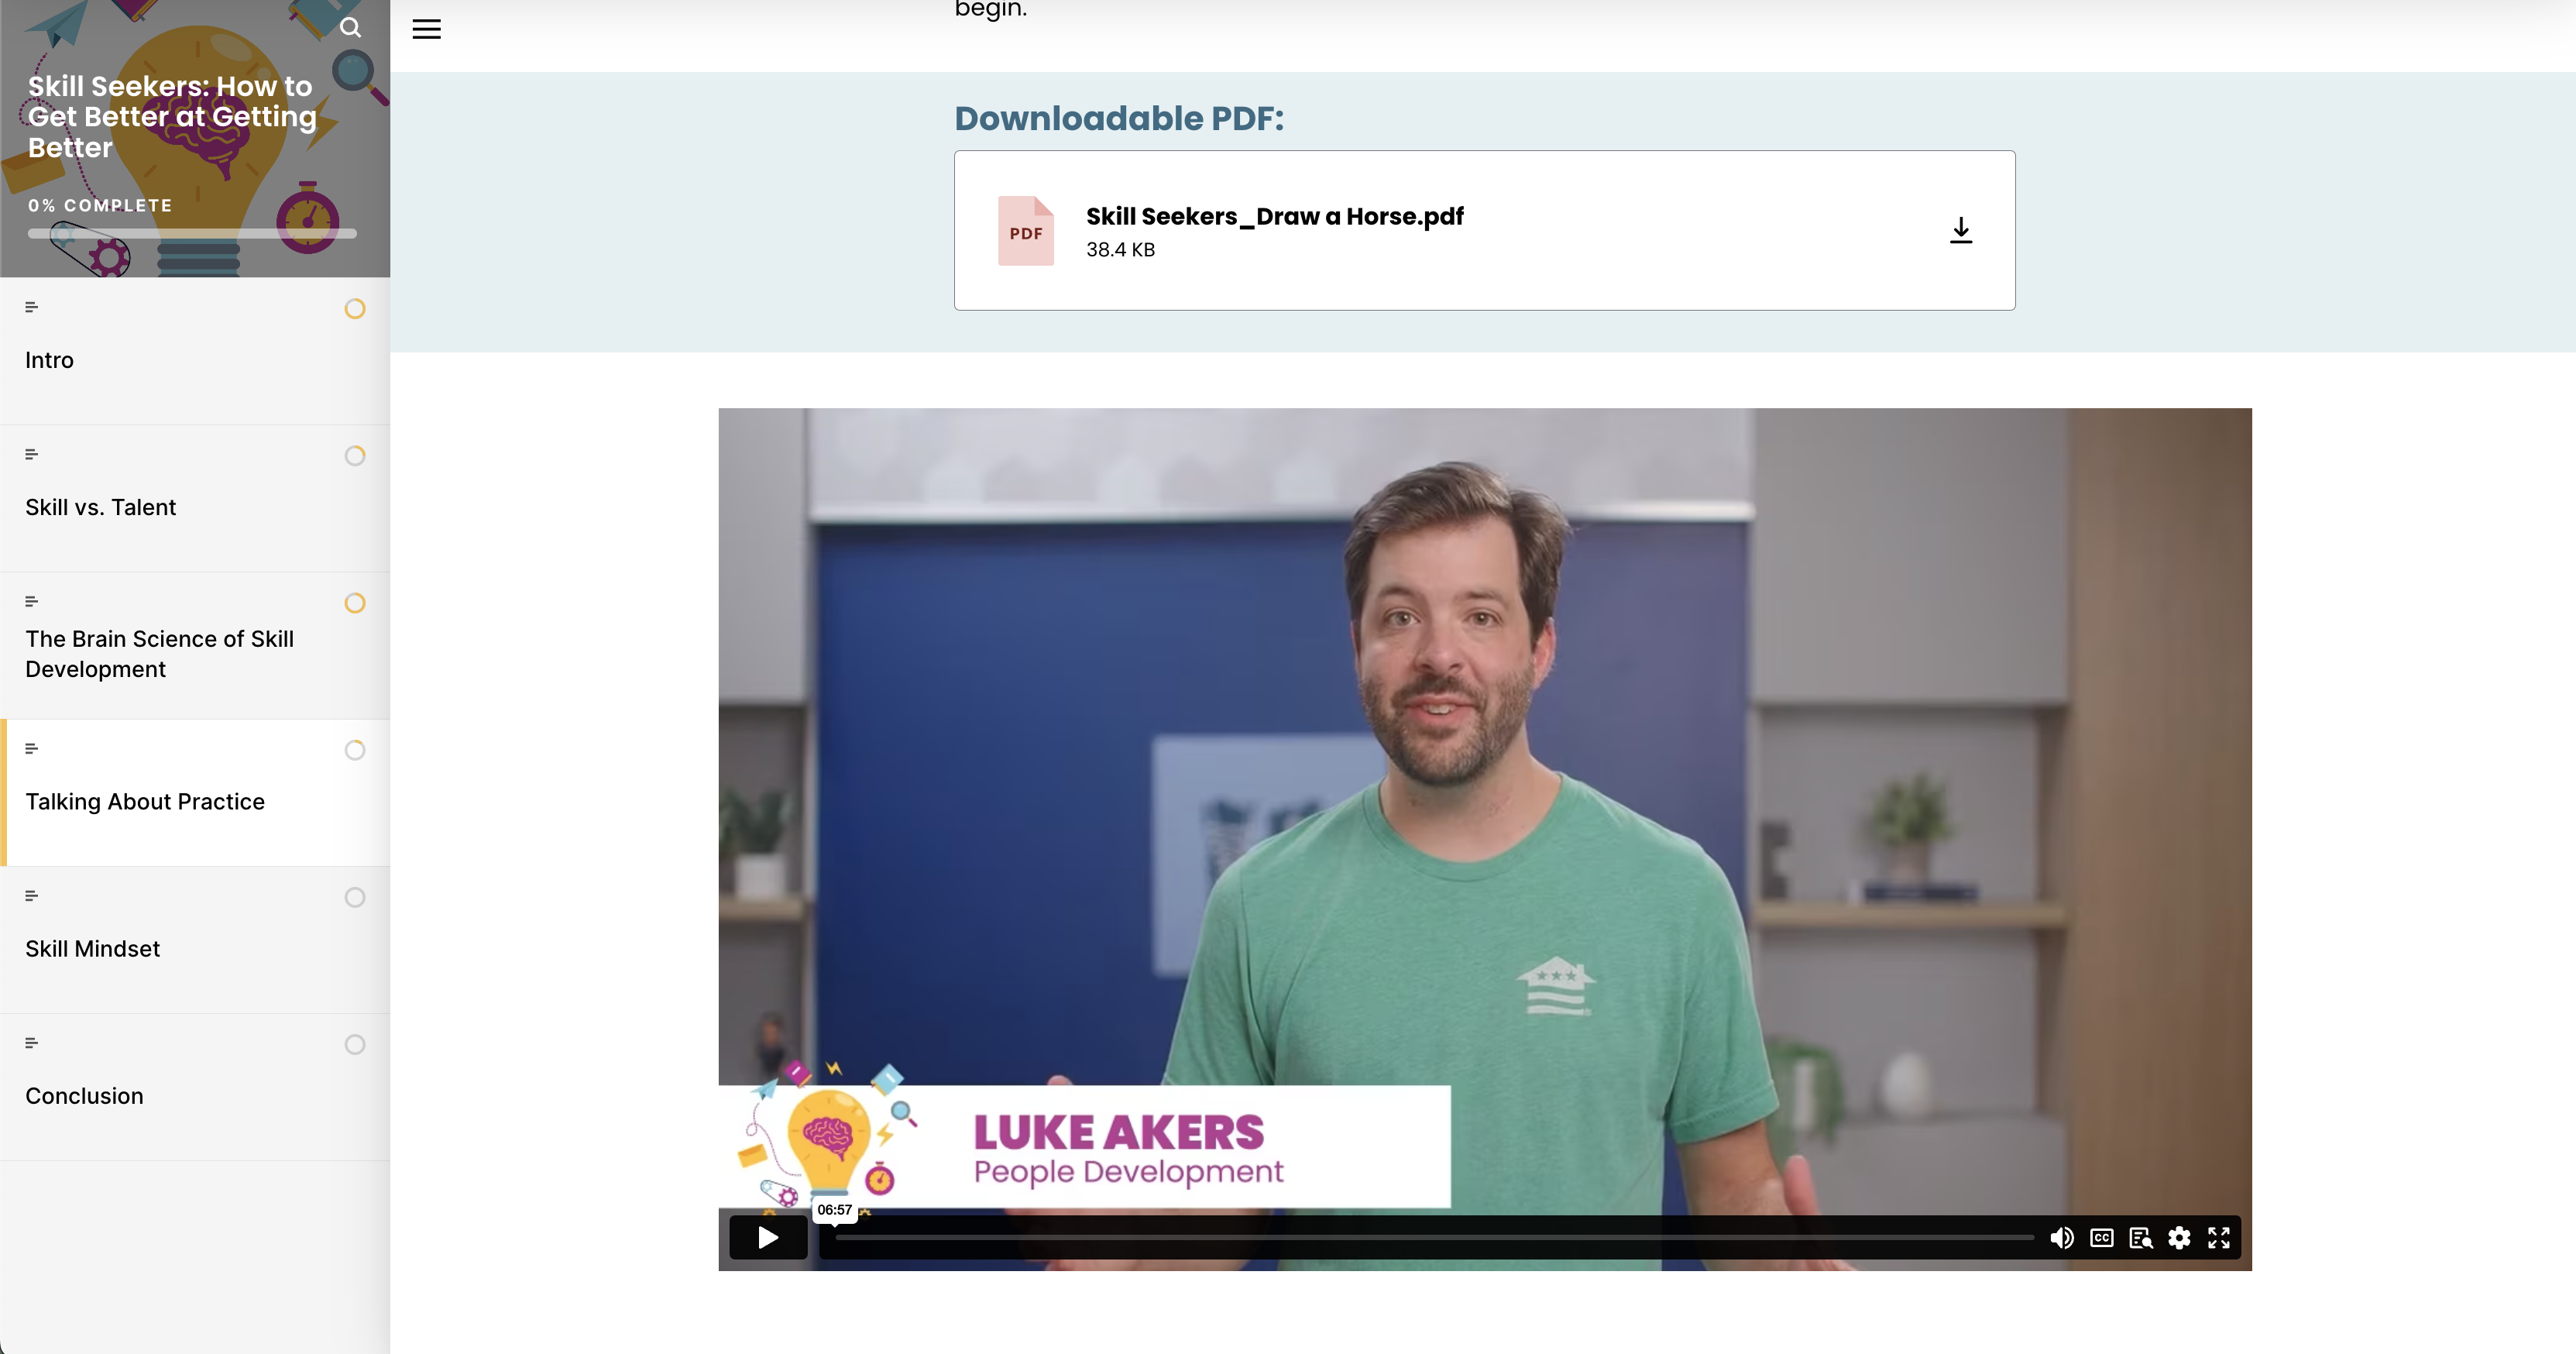 Skill Seekers: How to
Get Better at Getting
Better
0% COMPLETE
Intro
Skill vs. Talent
The Brain Science of Skill
Development
Talking About Practice
Skill Mindset
Conclusion
begin.
Downloadable PDF:
PDF
Skill Seekers_Draw a Horse.pdf
38.4 KB
LUKE AKERS
People Development
06:57
CC